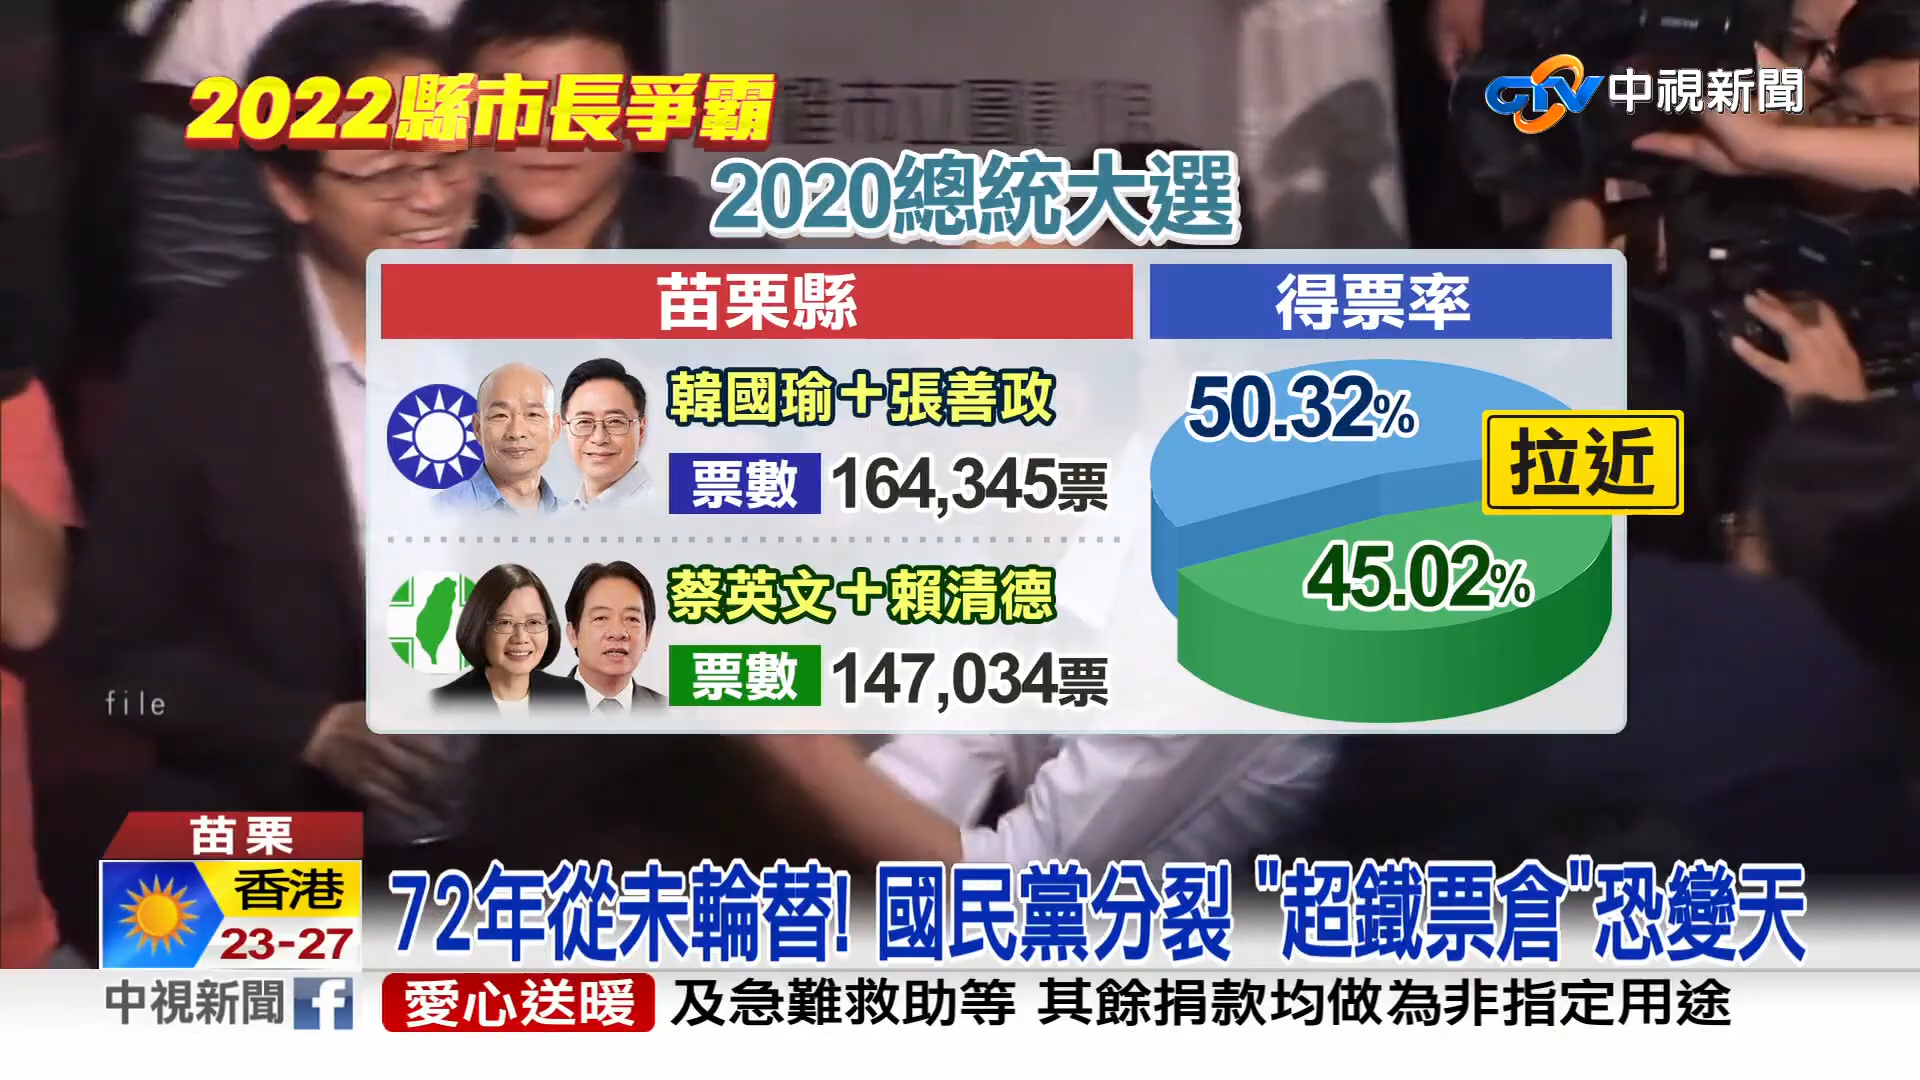 2022縣市長爭霸
CTV中視新聞
2020總統大選
苗栗縣
得票率
韓國瑜+張善政
票數 164,345票
50.32%
拉近
蔡英文+賴清德
票數 147,034票
45.02%
file
苗栗
香港
23-27
72年從未輪替! 國民黨分裂 "超鐵票倉"恐變天
中視新聞 f
愛心送暖 及急難救助等 其餘捐款均做為非指定用途